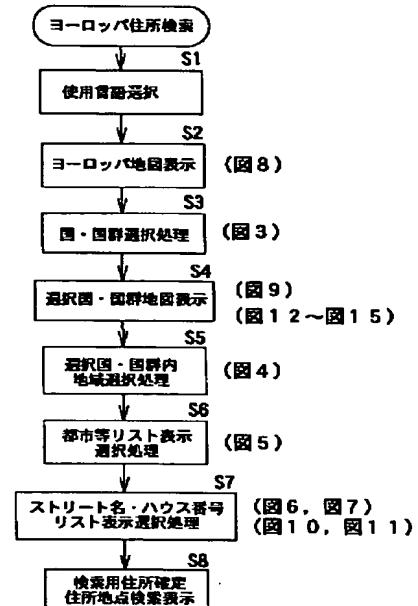 ヨーロッパ住所検索
S1
使用言語選択
S2
ヨーロッパ地図表示
(図8)
S3
国・国群選択処理
(図3)
S4
選択国・国群地図表示
(図9)
(図12〜図15)
S5
選択国・国群内
地域選択処理
(図4)
S6
都市等リスト表示
選択処理
(図5)
S7
ストリート名・ハウス番号
リスト表示選択処理
(図6,図7)
(図10,図11)
S8
検索用住所確定
住所地点検索表示